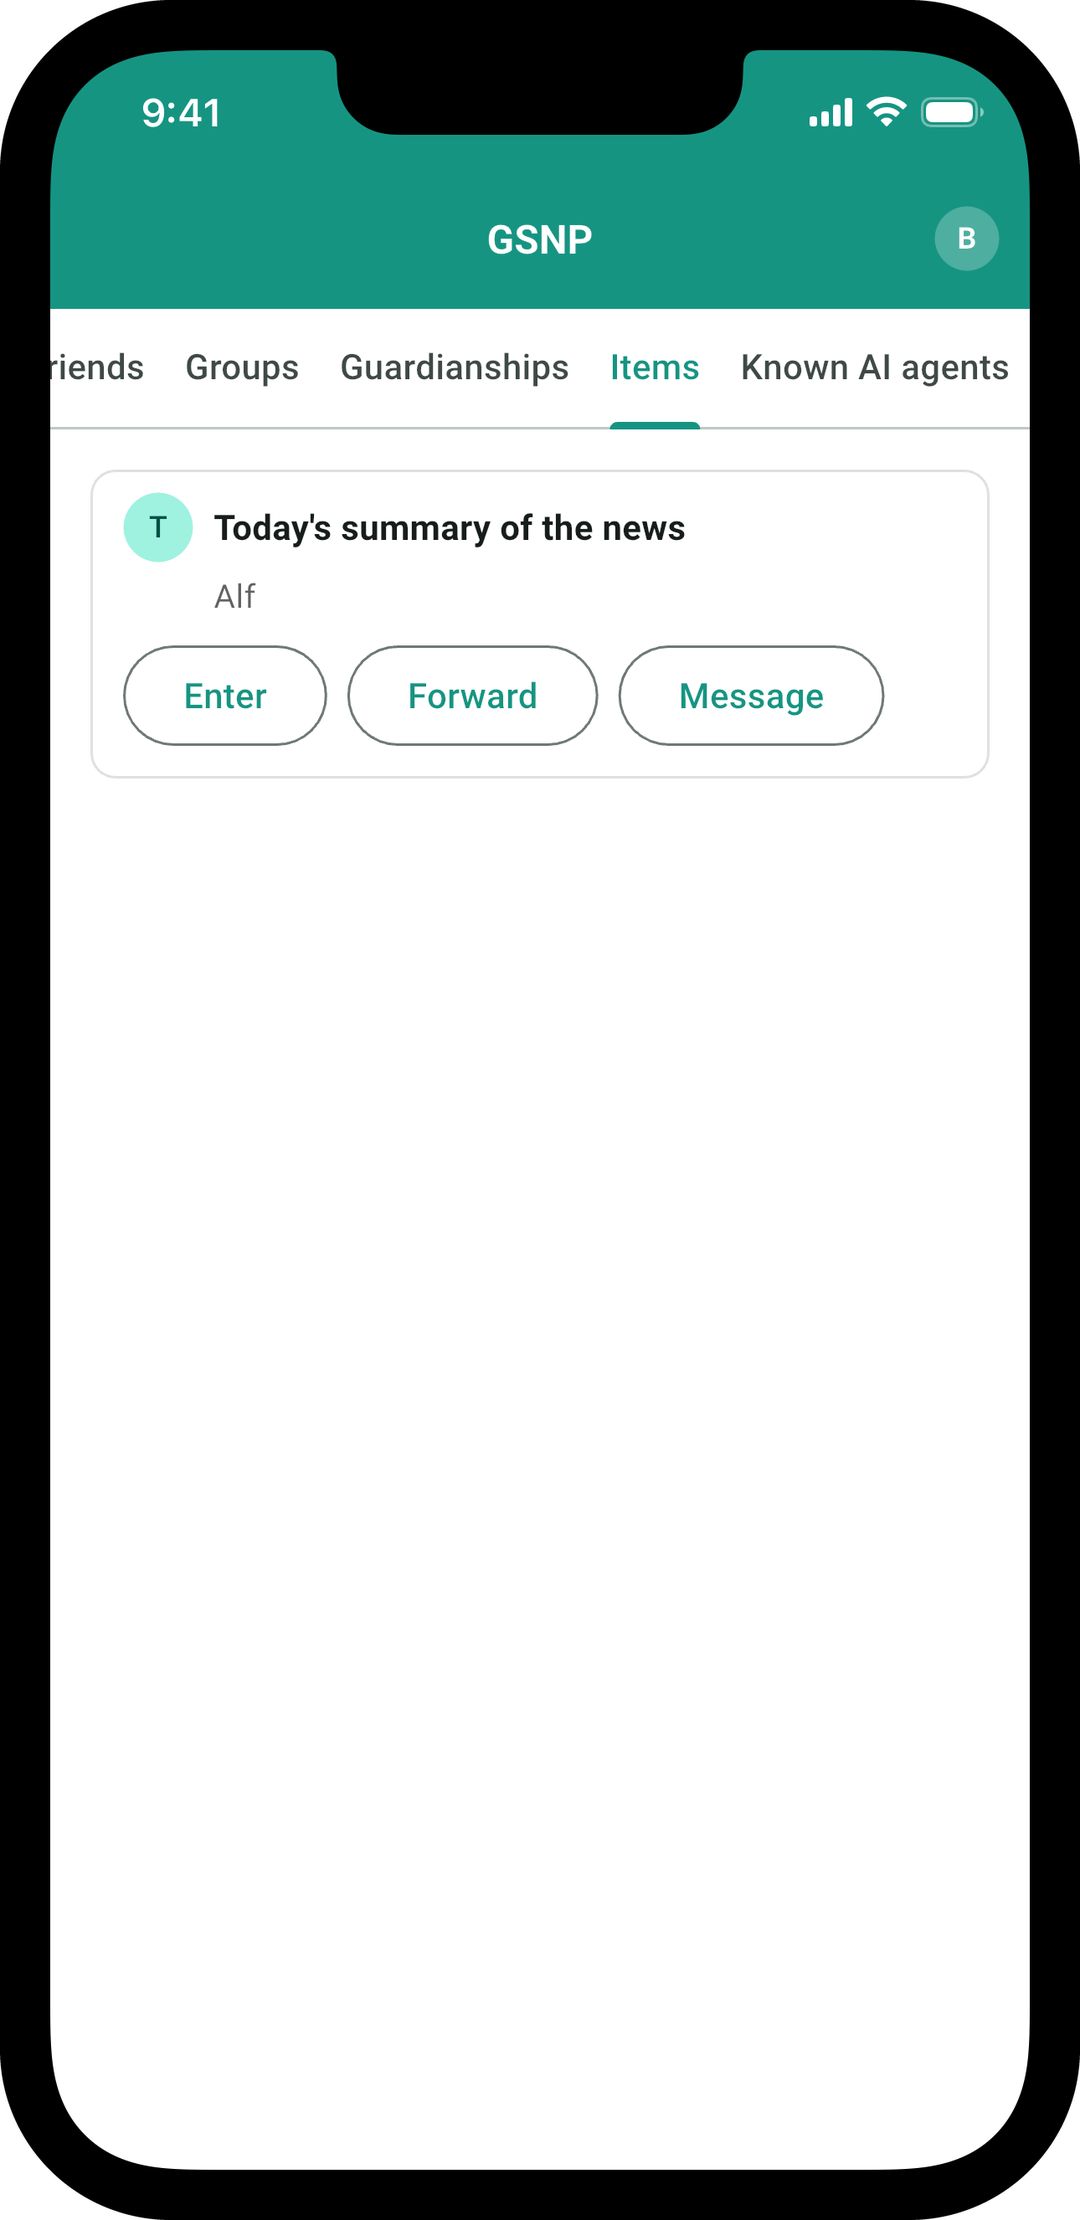 9:41
GSNP
B
riends Groups Guardianships Items Known AI agents
T
Today's summary of the news
Alf
Enter Forward Message